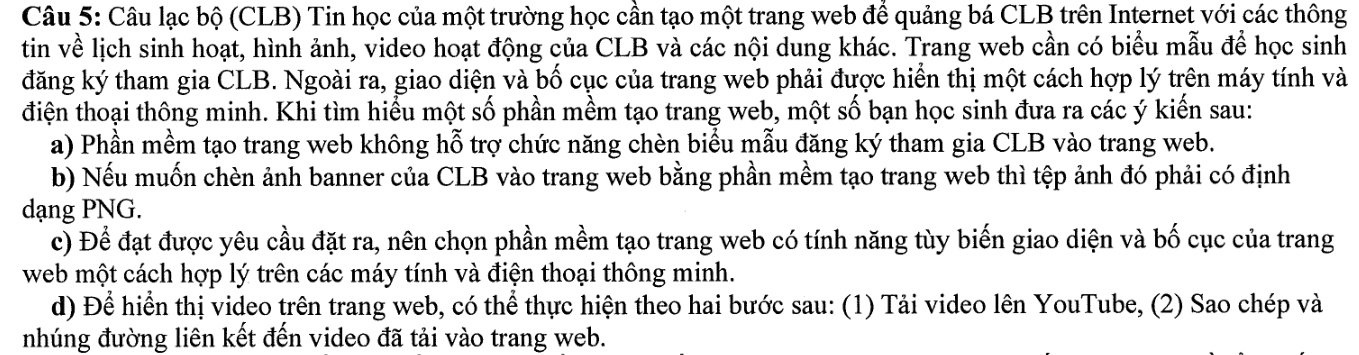 Câu 5: Câu lạc bộ (CLB) Tin học của một trường học cần tạo một trang web để quảng bá CLB trên Internet với các thông
tin về lịch sinh hoạt, hình ảnh, video hoạt động của CLB và các nội dung khác. Trang web cần có biểu mẫu để học sinh
đăng ký tham gia CLB. Ngoài ra, giao diện và bố cục của trang web phải được hiển thị một cách hợp lý trên máy tính và
điện thoại thông minh. Khi tìm hiểu một số phần mềm tạo trang web, một số bạn học sinh đưa ra các ý kiến sau:
a) Phần mềm tạo trang web không hỗ trợ chức năng chèn biểu mẫu đăng ký tham gia CLB vào trang web.
b) Nếu muốn chèn ảnh banner của CLB vào trang web bằng phần mềm tạo trang web thì tệp ảnh đó phải có định
dạng PNG.
c) Để đạt được yêu cầu đặt ra, nên chọn phần mềm tạo trang web có tính năng tùy biến giao diện và bố cục của trang
web một cách hợp lý trên các máy tính và điện thoại thông minh.
d) Để hiển thị video trên trang web, có thể thực hiện theo hai bước sau: (1) Tải video lên YouTube, (2) Sao chép và
nhúng đường liên kết đến video đã tải vào trang web.